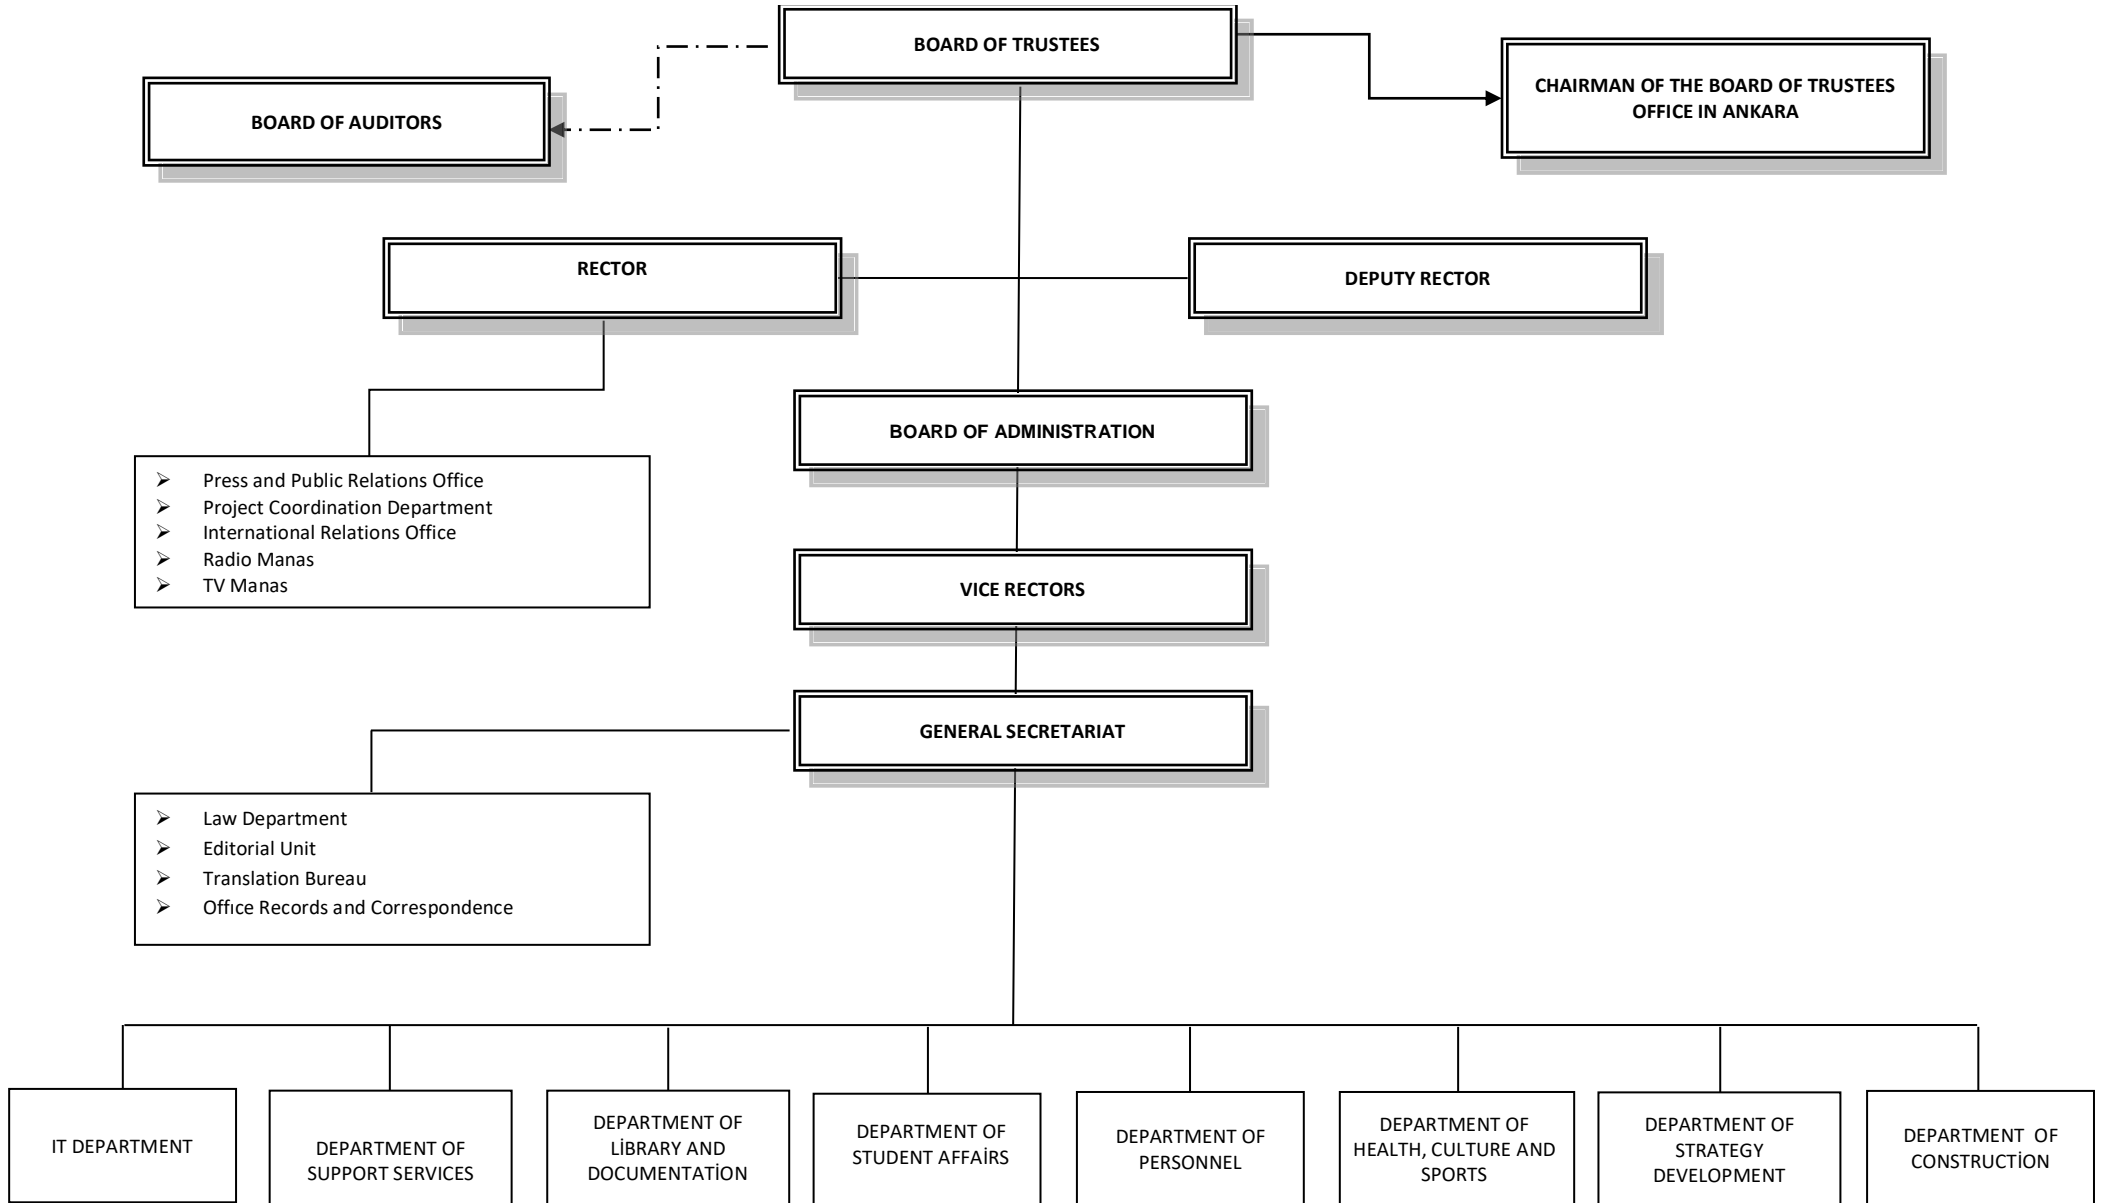 BOARD OF TRUSTEES
CHAIRMAN OF THE BOARD OF TRUSTEES
OFFICE IN ANKARA
BOARD OF AUDITORS
RECTOR
DEPUTY RECTOR
BOARD OF ADMINISTRATION
➢ Press and Public Relations Office
➢ Project Coordination Department
➢ International Relations Office
➢ Radio Manas
➢ TV Manas
VICE RECTORS
GENERAL SECRETARIAT
➢ Law Department
➢ Editorial Unit
➢ Translation Bureau
➢ Office Records and Correspondence
IT DEPARTMENT
DEPARTMENT OF
SUPPORT SERVICES
DEPARTMENT OF
LİBRARY AND
DOCUMENTATİON
DEPARTMENT OF
STUDENT AFFAİRS
DEPARTMENT OF
PERSONNEL
DEPARTMENT OF
HEALTH, CULTURE AND
SPORTS
DEPARTMENT OF
STRATEGY
DEVELOPMENT
DEPARTMENT OF
CONSTRUCTİON